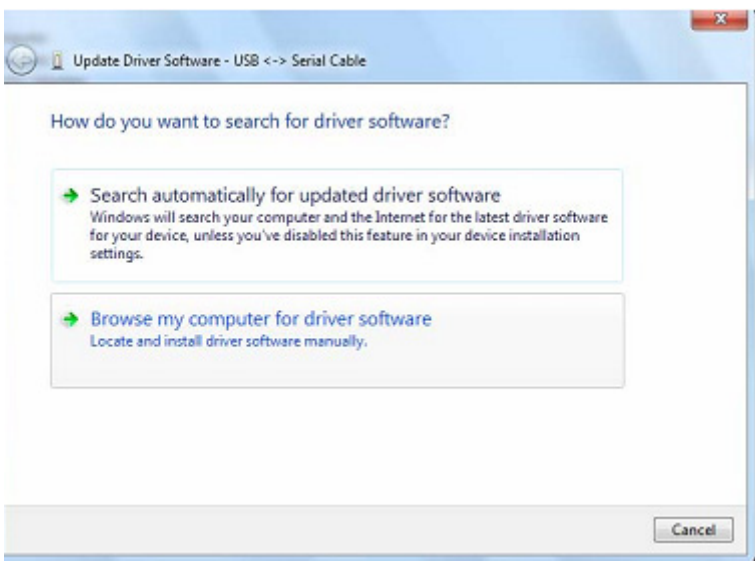 Update Driver Software - USB <-> Serial Cable
How do you want to search for driver software?
Search automatically for updated driver software
Windows will search your computer and the Internet for the latest driver software
for your device, unless you've disabled this feature in your device installation
settings.
Browse my computer for driver software
Locate and install driver software manually.
Cancel